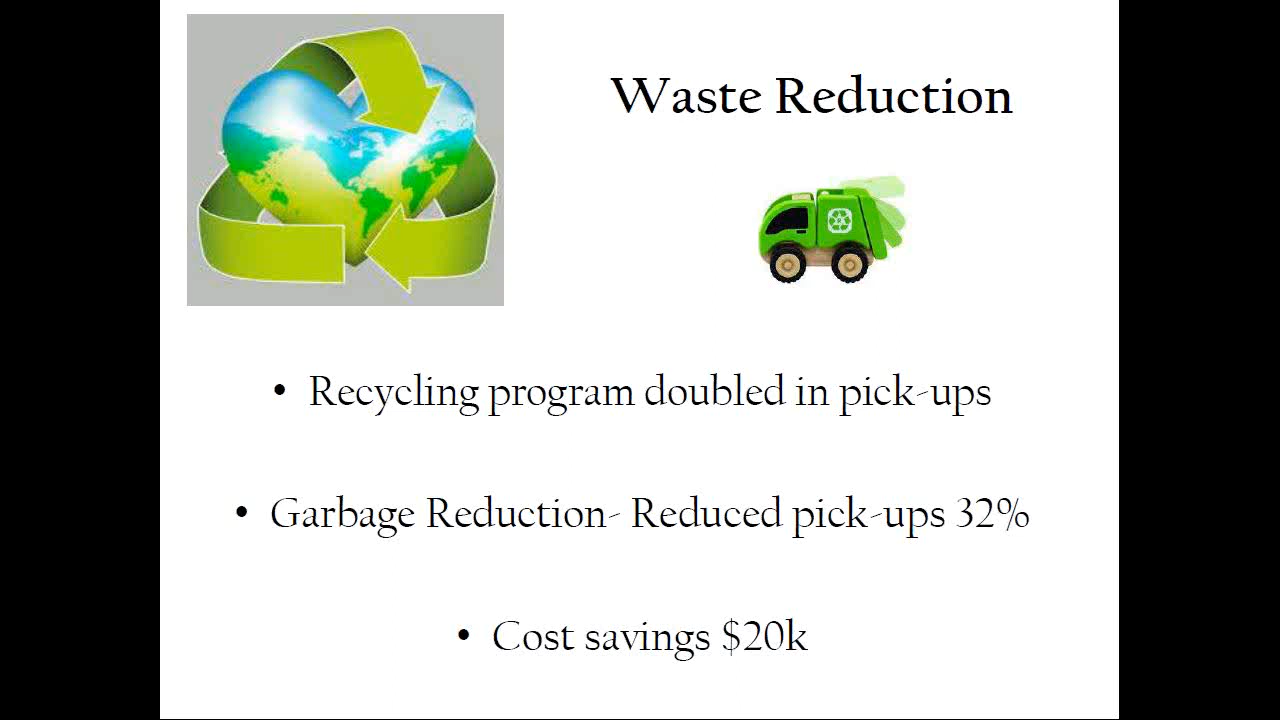 Waste Reduction
• Recycling program doubled in pick-ups
• Garbage Reduction- Reduced pick-ups 32%
• Cost savings $20k